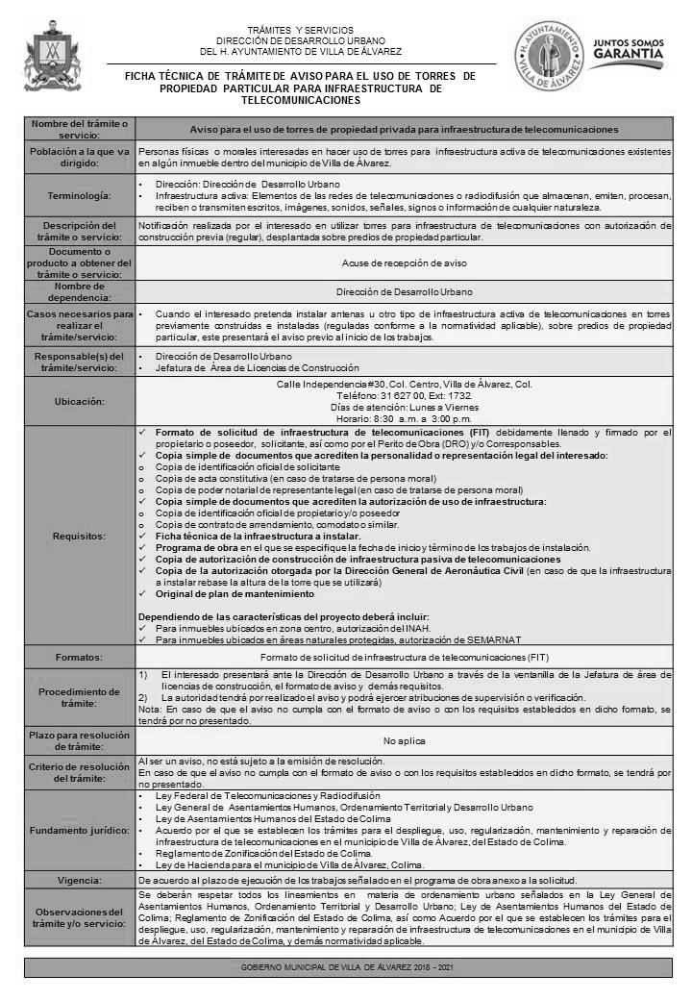 TRÁMITES Y SERVICIOS
DIRECCIÓN DE DESARROLLO URBANO
DEL H. AYUNTAMIENTO DE VILLA DE ÁLVAREZ
H. AYUNTAMIENTO
VILLA DE ÁLVAREZ
JUNTOS SOMOS
GARANTÍA
FICHA TÉCNICA DE TRÁMITE DE AVISO PARA EL USO DE TORRES DE
PROPIEDAD PARTICULAR PARA INFRAESTRUCTURA DE
TELECOMUNICACIONES
Nombre del trámite o
servicio:
Aviso para el uso de torres de propiedad privada para infraestructura de telecomunicaciones
Población a la que va
dirigido:
Personas físicas o morales interesadas en hacer uso de torres para infraestructura activa de telecomunicaciones existentes
en algún inmueble dentro del municipio de Villa de Álvarez.
Terminología:
• Dirección: Dirección de Desarrollo Urbano
• Infraestructura activa: Elementos de las redes de telecomunicaciones o radiodifusión que almacenan, emiten, procesan,
reciben o transmiten escritos, imágenes, sonidos, señales, signos o información de cualquier naturaleza.
Descripción del
trámite o servicio:
Notificación realizada por el interesado en utilizar torres para infraestructura de telecomunicaciones con autorización de
construcción previa (regular), desplantada sobre predios de propiedad particular.
Documento o
producto a obtener del
trámite o servicio:
Acuse de recepción de aviso
Nombre de
dependencia:
Dirección de Desarrollo Urbano
Casos necesarios para
realizar el
trámite/servicio:
• Cuando el interesado pretenda instalar antenas u otro tipo de infraestructura activa de telecomunicaciones en torres
previamente construidas e instaladas (reguladas conforme a la normatividad aplicable), sobre predios de propiedad
particular, este presentará el aviso previo al inicio de los trabajos.
Responsable(s) del
trámite/servicio:
• Dirección de Desarrollo Urbano
• Jefatura de Área de Licencias de Construcción
Ubicación:
Calle Independencia #30, Col. Centro, Villa de Álvarez, Col.
Teléfono: 31 627 00, Ext: 1732.
Días de atención: Lunes a Viernes
Horario: 8:30 a.m. a 3:00 p.m.
Requisitos:
✓ Formato de solicitud de infraestructura de telecomunicaciones (FIT) debidamente llenado y firmado por el
propietario o poseedor, solicitante, así como por el Perito de Obra (DRO) y/o Corresponsables.
✓ Copia simple de documentos que acrediten la personalidad o representación legal del interesado:
o Copia de identificación oficial de solicitante
o Copia de acta constitutiva (en caso de tratarse de persona moral)
o Copia de poder notarial de representante legal (en caso de tratarse de persona moral)
✓ Copia simple de documentos que acrediten la autorización de uso de infraestructura:
o Copia de identificación oficial de propietario y/o poseedor
o Copia de contrato de arrendamiento, comodato o similar.
✓ Ficha técnica de la infraestructura a instalar.
✓ Programa de obra en el que se especifique la fecha de inicio y término de los trabajos de instalación.
✓ Copia de autorización de construcción de infraestructura pasiva de telecomunicaciones
✓ Copia de la autorización otorgada por la Dirección General de Aeronáutica Civil (en caso de que la infraestructura
a instalar rebase la altura de la torre que se utilizará)
✓ Original de plan de mantenimiento
Dependiendo de las características del proyecto deberá incluir:
✓ Para inmuebles ubicados en zona centro, autorización del INAH.
✓ Para inmuebles ubicados en áreas naturales protegidas, autorización de SEMARNAT
Formatos:
Formato de solicitud de infraestructura de telecomunicaciones (FIT)
Procedimiento de
trámite:
1) El interesado presentará ante la Dirección de Desarrollo Urbano a través de la ventanilla de la Jefatura de área de
licencias de construcción, el formato de aviso y demás requisitos.
2) La autoridad tendrá por realizado el aviso y podrá ejercer atribuciones de supervisión o verificación.
Nota: En caso de que el aviso no cumpla con el formato de aviso o con los requisitos establecidos en dicho formato, se
tendrá por no presentado.
Plazo para resolución
de trámite:
No aplica
Criterio de resolución
del trámite:
Al ser un aviso, no está sujeto a la emisión de resolución.
En caso de que el aviso no cumpla con el formato de aviso o con los requisitos establecidos en dicho formato, se tendrá por
no presentado.
Fundamento jurídico:
• Ley Federal de Telecomunicaciones y Radiodifusión
• Ley General de Asentamientos Humanos, Ordenamiento Territorial y Desarrollo Urbano
• Ley de Asentamientos Humanos del Estado de Colima
• Acuerdo por el que se establecen los trámites para el despliegue, uso, regularización, mantenimiento y reparación de
infraestructura de telecomunicaciones en el municipio de Villa de Álvarez, del Estado de Colima.
• Reglamento de Zonificación del Estado de Colima.
• Ley de Hacienda para el municipio de Villa de Álvarez, Colima.
Vigencia:
De acuerdo al plazo de ejecución de los trabajos señalado en el programa de obra anexo a la solicitud.
Observaciones del
trámite y/o servicio:
Se deberán respetar todos los lineamientos en materia de ordenamiento urbano señalados en la Ley General de
Asentamientos Humanos, Ordenamiento Territorial y Desarrollo Urbano; Ley de Asentamientos Humanos del Estado de
Colima; Reglamento de Zonificación del Estado de Colima, así como Acuerdo por el que se establecen los trámites para el
despliegue, uso, regularización, mantenimiento y reparación de infraestructura de telecomunicaciones en el municipio de Villa
de Álvarez, del Estado de Colima, y demás normatividad aplicable.
GOBIERNO MUNICIPAL DE VILLA DE ÁLVAREZ 2018 - 2021